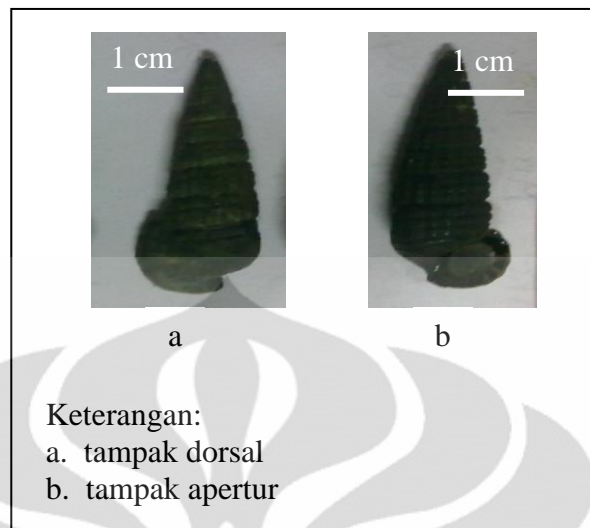 1 cm
1 cm
a
b
Keterangan:
a. tampak dorsal
b. tampak apertur